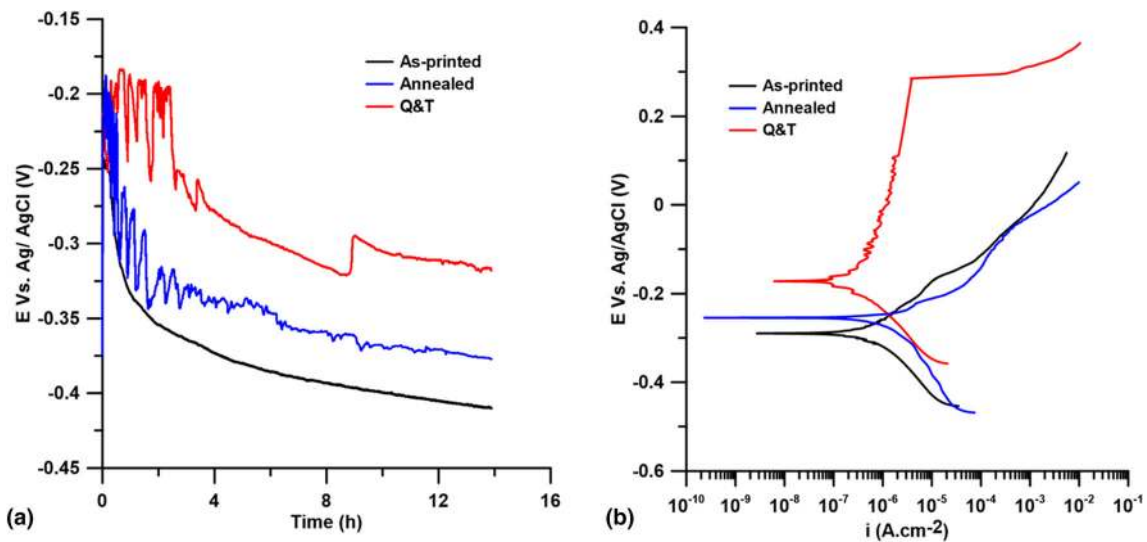 -0.15
-0.2
-0.25
-0.3
-0.35
-0.4
-0.45
E Vs. Ag/ AgCl (V)
As-printed
Annealed
Q&T
0 4 8 12 16
Time (h)
(a)
0.4
0.2
0
-0.2
-0.4
-0.6
E Vs. Ag/AgCl (V)
As-printed
Annealed
Q&T
10⁻¹⁰ 10⁻⁹ 10⁻⁸ 10⁻⁷ 10⁻⁶ 10⁻⁵ 10⁻⁴ 10⁻³ 10⁻² 10⁻¹
i (A.cm⁻²)
(b)